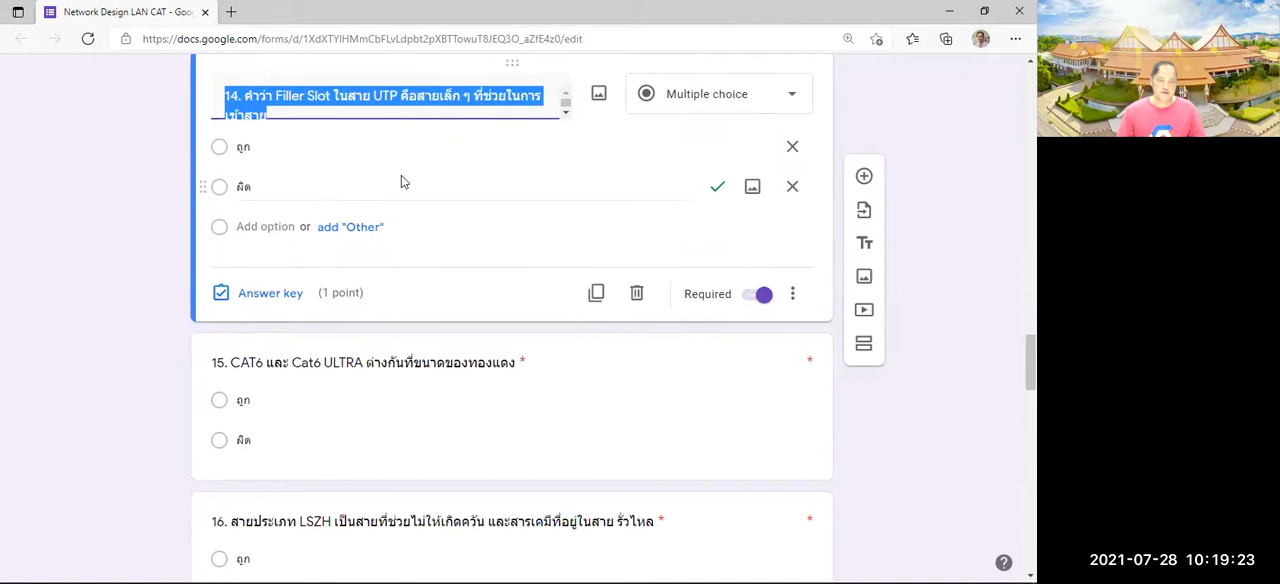 Network Design LAN CAT - Goo
https://docs.google.com/forms/d/1XdXTYlHMmCbFLvLdpbt2pXBTTowuT8JEQ3O_aZfE4z0/edit
14. คำว่า Filler Slot ในสาย UTP คือสายเล็ก ๆ ที่ช่วยในการ
เข้าสาย
Multiple choice
ถูก
ผิด
Add option or add "Other"
Answer key (1 point)
Required
15. CAT6 และ Cat6 ULTRA ต่างกันที่ขนาดของทองแดง *
*
ถูก
ผิด
16. สายประเภท LSZH เป็นสายที่ช่วยไม่ให้เกิดควัน และสารเคมีที่อยู่ในสาย รั่วไหล *
*
ถูก
2021-07-28 10:19:23